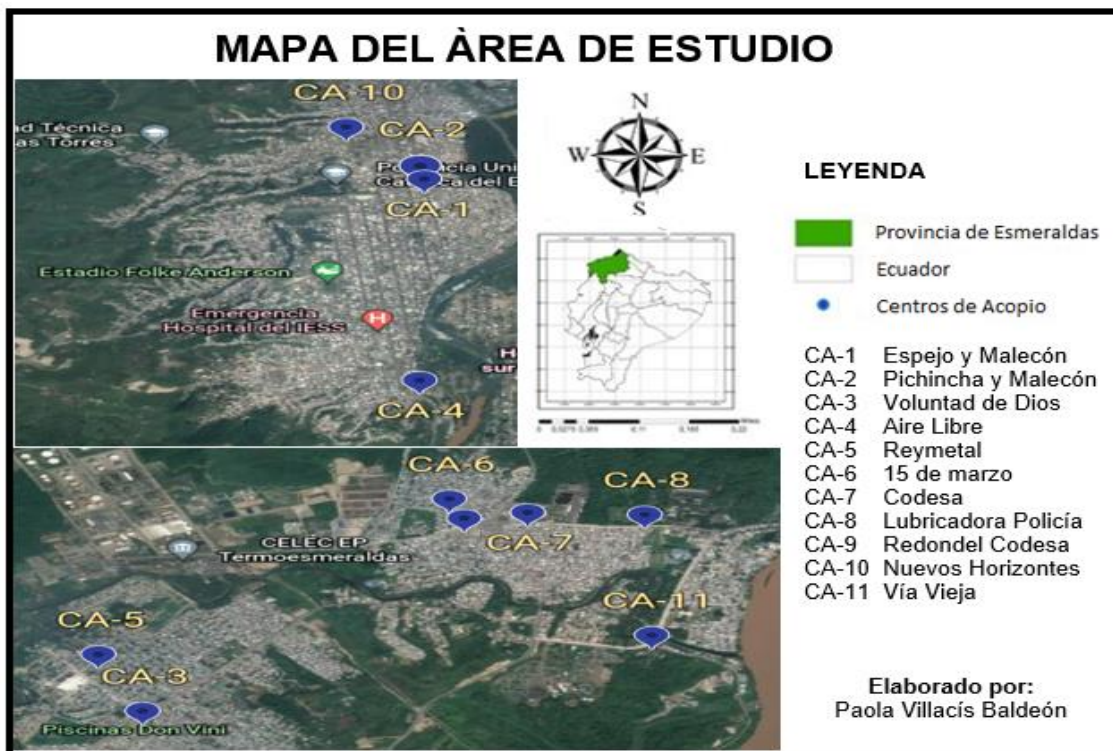 MAPA DEL ÀREA DE ESTUDIO
CA-10
ad Técnica
as Torres
CA-2
CA-1
Estadio Folke Anderson
Emergencia
Hospital del IESS
CA-4
N
W E
S
LEYENDA
Provincia de Esmeraldas
Ecuador
Centros de Acopio
CA-1 Espejo y Malecón
CA-2 Pichincha y Malecón
CA-3 Voluntad de Dios
CA-4 Aire Libre
CA-5 Reymetal
CA-6 15 de marzo
CA-7 Codesa
CA-8 Lubricadora Policía
CA-9 Redondel Codesa
CA-10 Nuevos Horizontes
CA-11 Vía Vieja
CA-6
CA-8
CELEC EP
Termoesmeraldas
CA-7
CA-11
CA-5
CA-3
Piscinas Don Vini
Elaborado por:
Paola Villacís Baldeón